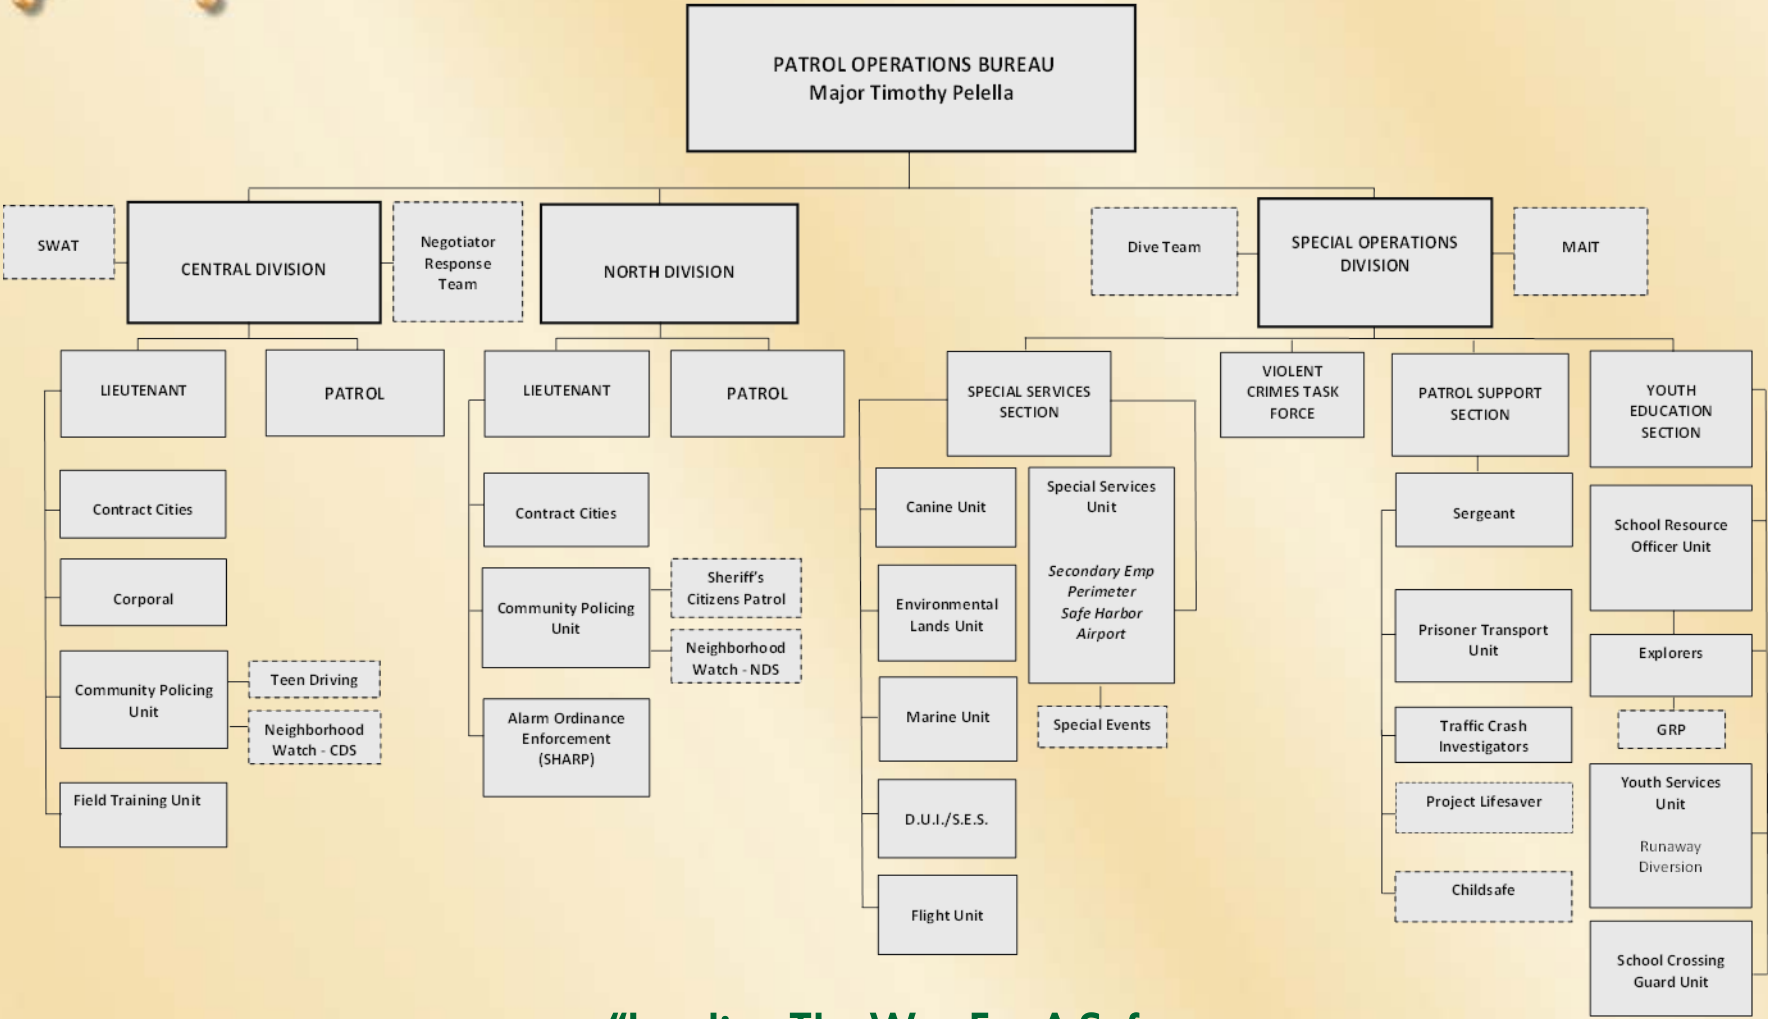 PATROL OPERATIONS BUREAU
Major Timothy Pelella
SWAT
CENTRAL DIVISION
Negotiator
Response
Team
NORTH DIVISION
Dive Team
SPECIAL OPERATIONS
DIVISION
MAIT
LIEUTENANT
PATROL
LIEUTENANT
PATROL
SPECIAL SERVICES
SECTION
VIOLENT
CRIMES TASK
FORCE
PATROL SUPPORT
SECTION
YOUTH
EDUCATION
SECTION
Contract Cities
Corporal
Community Policing
Unit
Teen Driving
Neighborhood
Watch - CDS
Field Training Unit
Contract Cities
Community Policing
Unit
Sheriff's
Citizens Patrol
Neighborhood
Watch - NDS
Alarm Ordinance
Enforcement
(SHARP)
Canine Unit
Environmental
Lands Unit
Marine Unit
D.U.I./S.E.S.
Flight Unit
Special Services
Unit
Secondary Emp
Perimeter
Safe Harbor
Airport
Special Events
Sergeant
Prisoner Transport
Unit
Traffic Crash
Investigators
Project Lifesaver
Childsafe
School Resource
Officer Unit
Explorers
GRP
Youth Services
Unit
Runaway
Diversion
School Crossing
Guard Unit
The Way For A